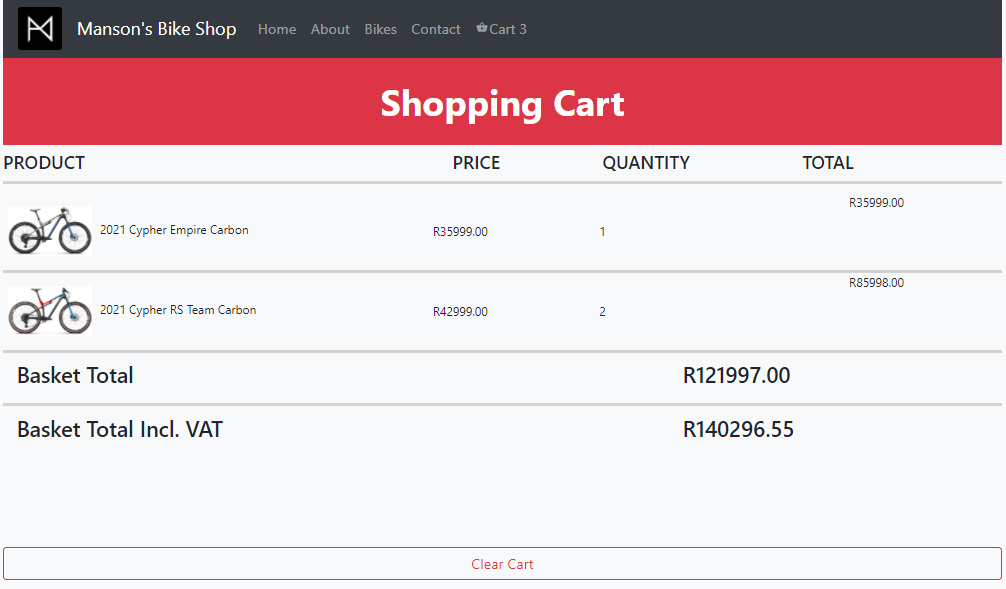 Manson's Bike Shop Home About Bikes Contact Cart 3
Shopping Cart
PRODUCT PRICE QUANTITY TOTAL
2021 Cypher Empire Carbon R35999.00 1 R35999.00
2021 Cypher RS Team Carbon R42999.00 2 R85998.00
Basket Total R121997.00
Basket Total Incl. VAT R140296.55
Clear Cart